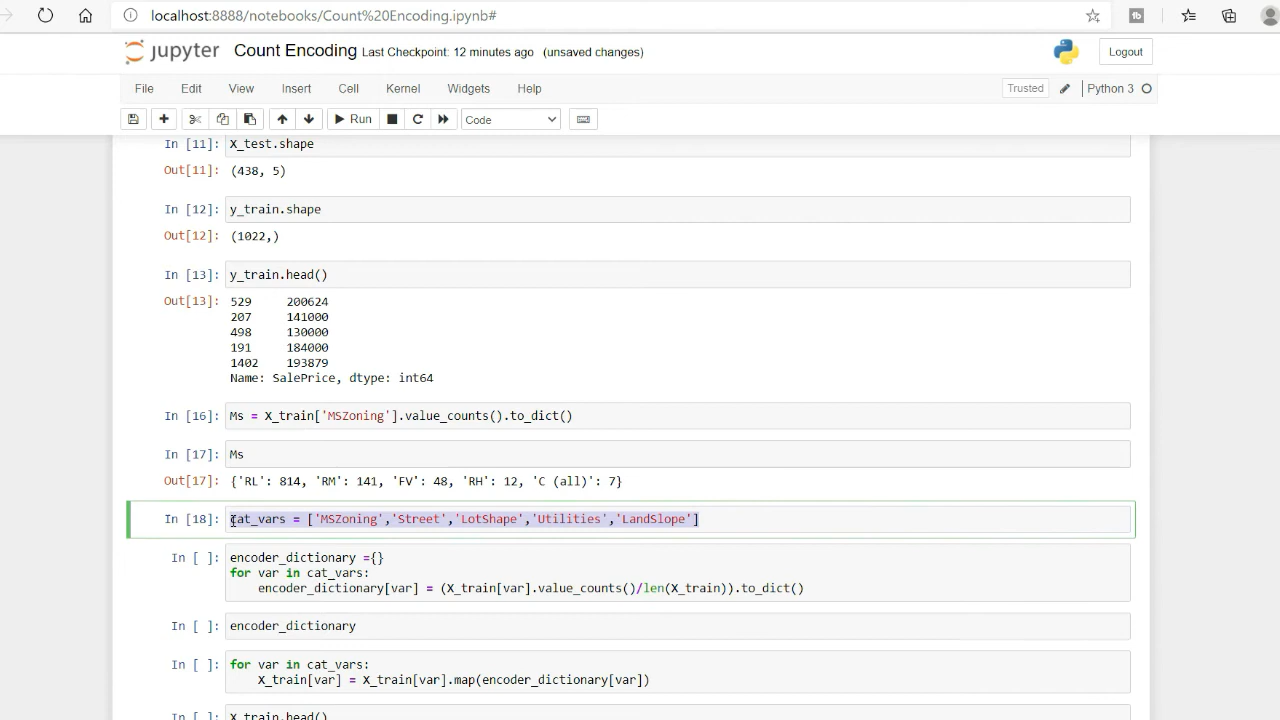 localhost:8888/notebooks/Count%20Encoding.ipynb#
jupyter Count Encoding Last Checkpoint: 12 minutes ago (unsaved changes) Logout
File Edit View Insert Cell Kernel Widgets Help Trusted Python 3
Run Code
In [11]: X_test.shape
Out[11]: (438, 5)
In [12]: y_train.shape
Out[12]: (1022,)
In [13]: y_train.head()
Out[13]: 529 200624
207 141000
498 130000
191 184000
1402 193879
Name: SalePrice, dtype: int64
In [16]: Ms = X_train['MSZoning'].value_counts().to_dict()
In [17]: Ms
Out[17]: {'RL': 814, 'RM': 141, 'FV': 48, 'RH': 12, 'C (all)': 7}
In [18]: cat_vars = ['MSZoning','Street','LotShape','Utilities','LandSlope']
In [ ]: encoder_dictionary ={}
for var in cat_vars:
encoder_dictionary[var] = (X_train[var].value_counts()/len(X_train)).to_dict()
In [ ]: encoder_dictionary
In [ ]: for var in cat_vars:
X_train[var] = X_train[var].map(encoder_dictionary[var])
In [ ]: X_train.head()